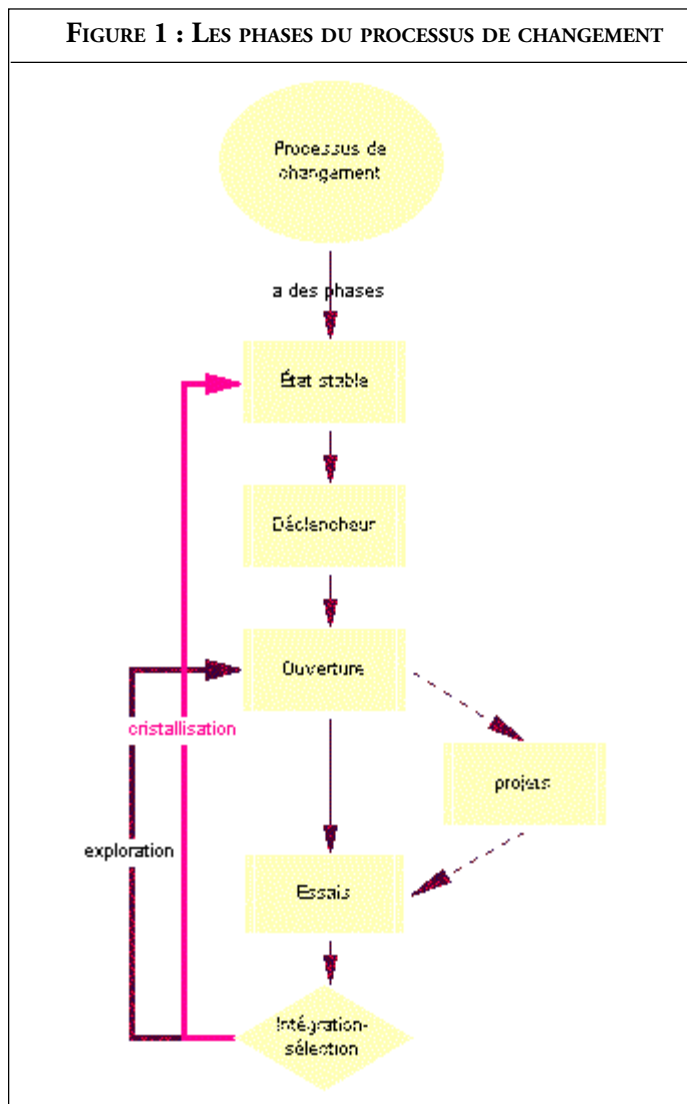 FIGURE 1 : LES PHASES DU PROCESSUS DE CHANGEMENT
Processus de
changement
a des phases
État stable
Déclencheur
Ouverture
cristallisation
projets
exploration
Essais
Intégration-
sélection